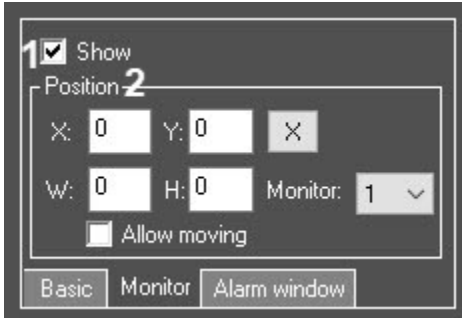 1 Show
Position 2
X: 0 Y: 0 X
W: 0 H: 0 Monitor: 1
Allow moving
Basic Monitor Alarm window